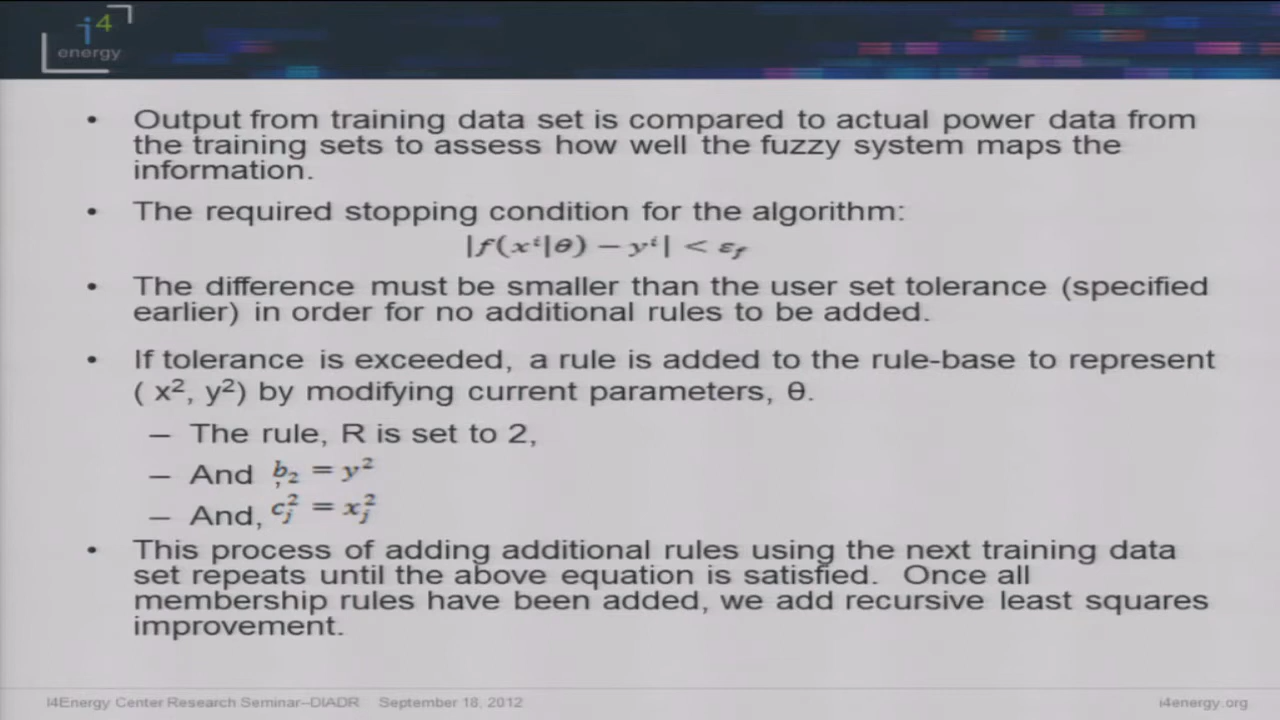 i4
energy
• Output from training data set is compared to actual power data from
the training sets to assess how well the fuzzy system maps the
information.
• The required stopping condition for the algorithm:
|f(xⁱ|θ) − yⁱ| < ε_f
• The difference must be smaller than the user set tolerance (specified
earlier) in order for no additional rules to be added.
• If tolerance is exceeded, a rule is added to the rule-base to represent
( x², y²) by modifying current parameters, θ.
– The rule, R is set to 2,
– And b₂ = y²
– And, c_j² = x_j²
• This process of adding additional rules using the next training data
set repeats until the above equation is satisfied. Once all
membership rules have been added, we add recursive least squares
improvement.
I4Energy Center Research Seminar--DIADR September 18, 2012
i4energy.org